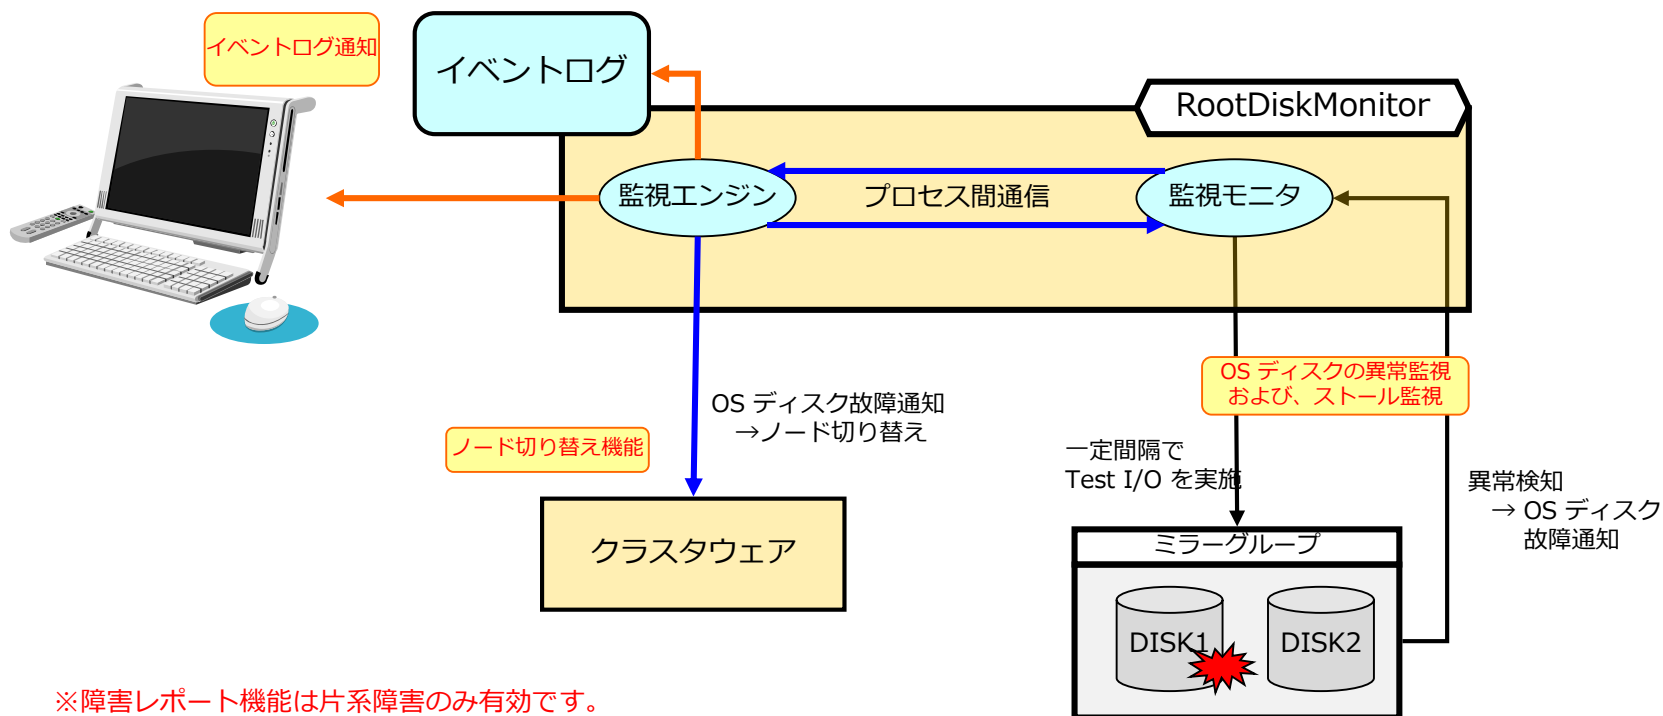 イベントログ通知
イベントログ
RootDiskMonitor
監視エンジン
プロセス間通信
監視モニタ
OS ディスクの異常監視
および、ストール監視
OS ディスク故障通知
→ノード切り替え
ノード切り替え機能
一定間隔で
Test I/O を実施
異常検知
→ OS ディスク
故障通知
クラスタウェア
ミラーグループ
DISK1
DISK2
※障害レポート機能は片系障害のみ有効です。